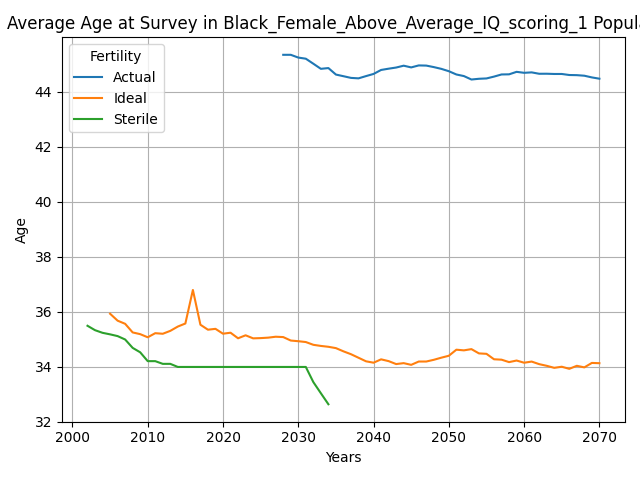 Average Age at Survey in Black_Female_Above_Average_IQ_scoring_1 Popul
Fertility
Actual
Ideal
Sterile
44
42
40
38
36
34
32
Age
2000 2010 2020 2030 2040 2050 2060 2070
Years